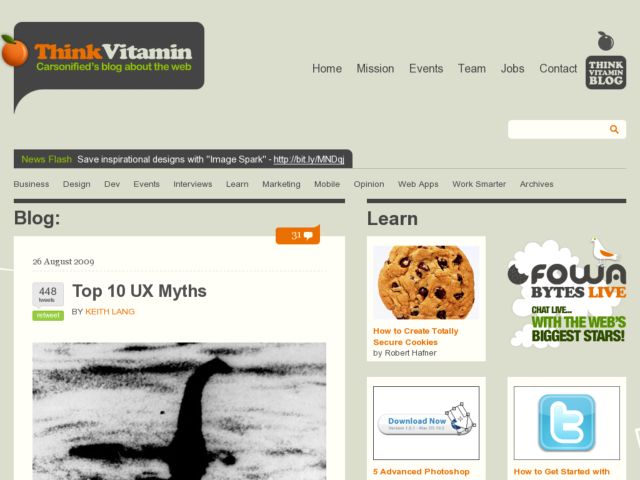 ThinkVitamin
Carsonified's blog about the web
Home Mission Events Team Jobs Contact
THINK
VITAMIN
BLOG
News Flash Save inspirational designs with "Image Spark" - http://bit.ly/MNDqj
Business Design Dev Events Interviews Learn Marketing Mobile Opinion Web Apps Work Smarter Archives
Blog:
31
26 August 2009
448
tweets
retweet
Top 10 UX Myths
BY KEITH LANG
Learn
How to Create Totally
Secure Cookies
by Robert Hafner
FOWA
BYTES LIVE
CHAT LIVE...
WITH THE WEB'S
BIGGEST STARS!
Download Now
5 Advanced Photoshop
How to Get Started with